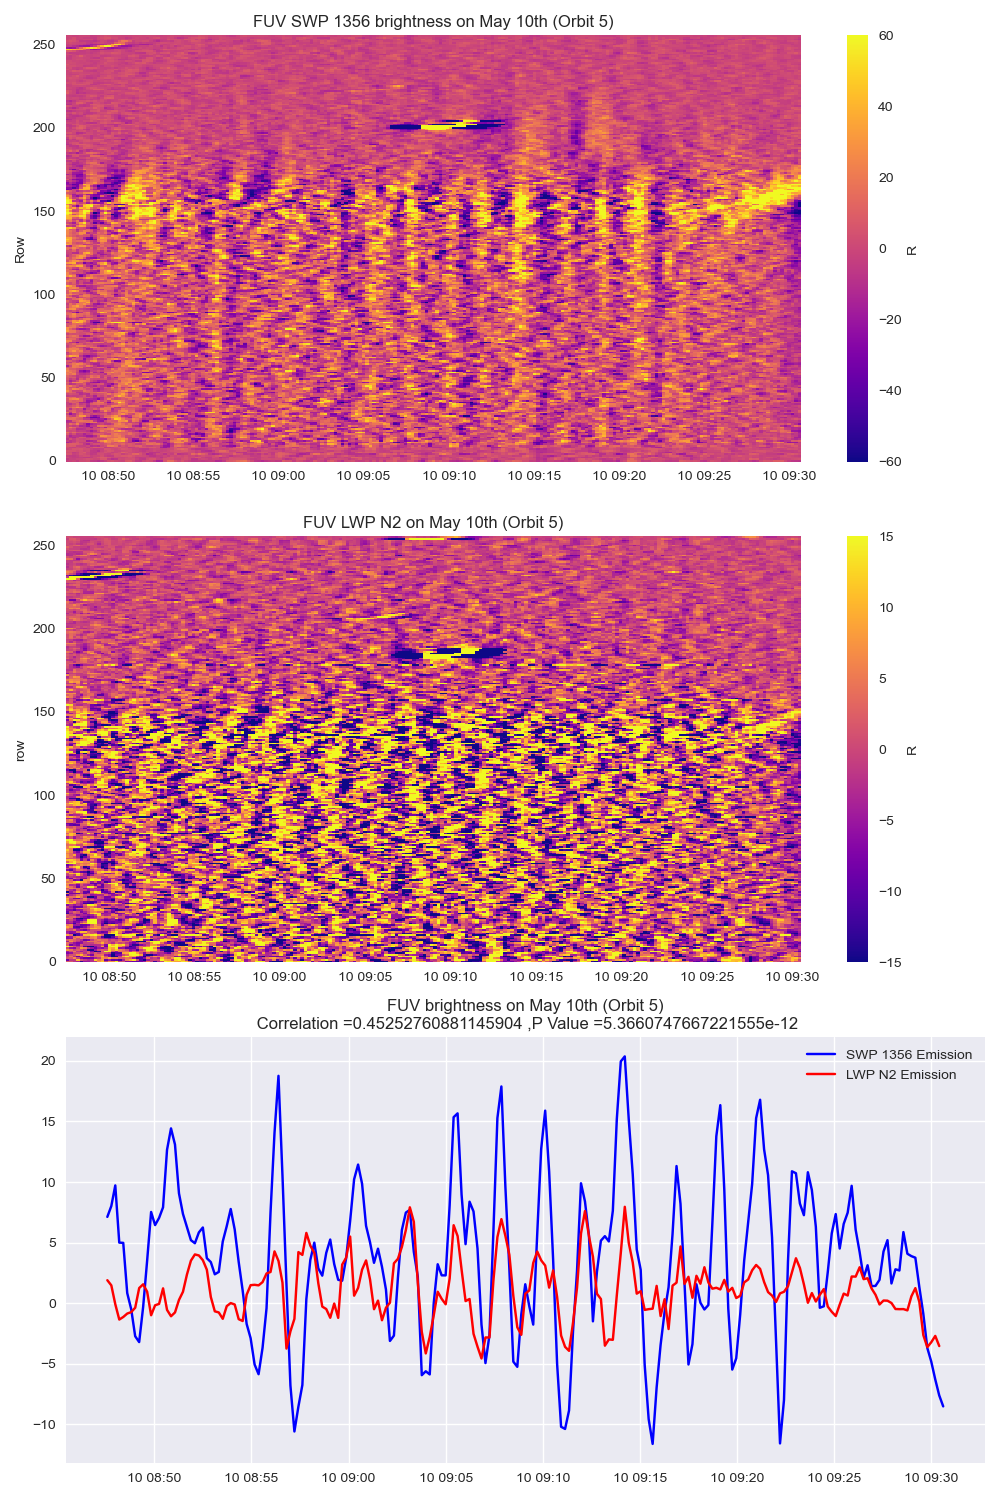 FUV SWP 1356 brightness on May 10th (Orbit 5)
250
200
150
100
50
0
Row
10 08:50 10 08:55 10 09:00 10 09:05 10 09:10 10 09:15 10 09:20 10 09:25 10 09:30
60
40
20
0
−20
−40
−60
R
FUV LWP N2 on May 10th (Orbit 5)
250
200
150
100
50
0
row
10 08:50 10 08:55 10 09:00 10 09:05 10 09:10 10 09:15 10 09:20 10 09:25 10 09:30
15
10
5
0
−5
−10
−15
R
FUV brightness on May 10th (Orbit 5)
Correlation =0.45252760881145904 ,P Value =5.3660747667221555e-12
SWP 1356 Emission
LWP N2 Emission
20
15
10
5
0
−5
−10
10 08:50 10 08:55 10 09:00 10 09:05 10 09:10 10 09:15 10 09:20 10 09:25 10 09:30